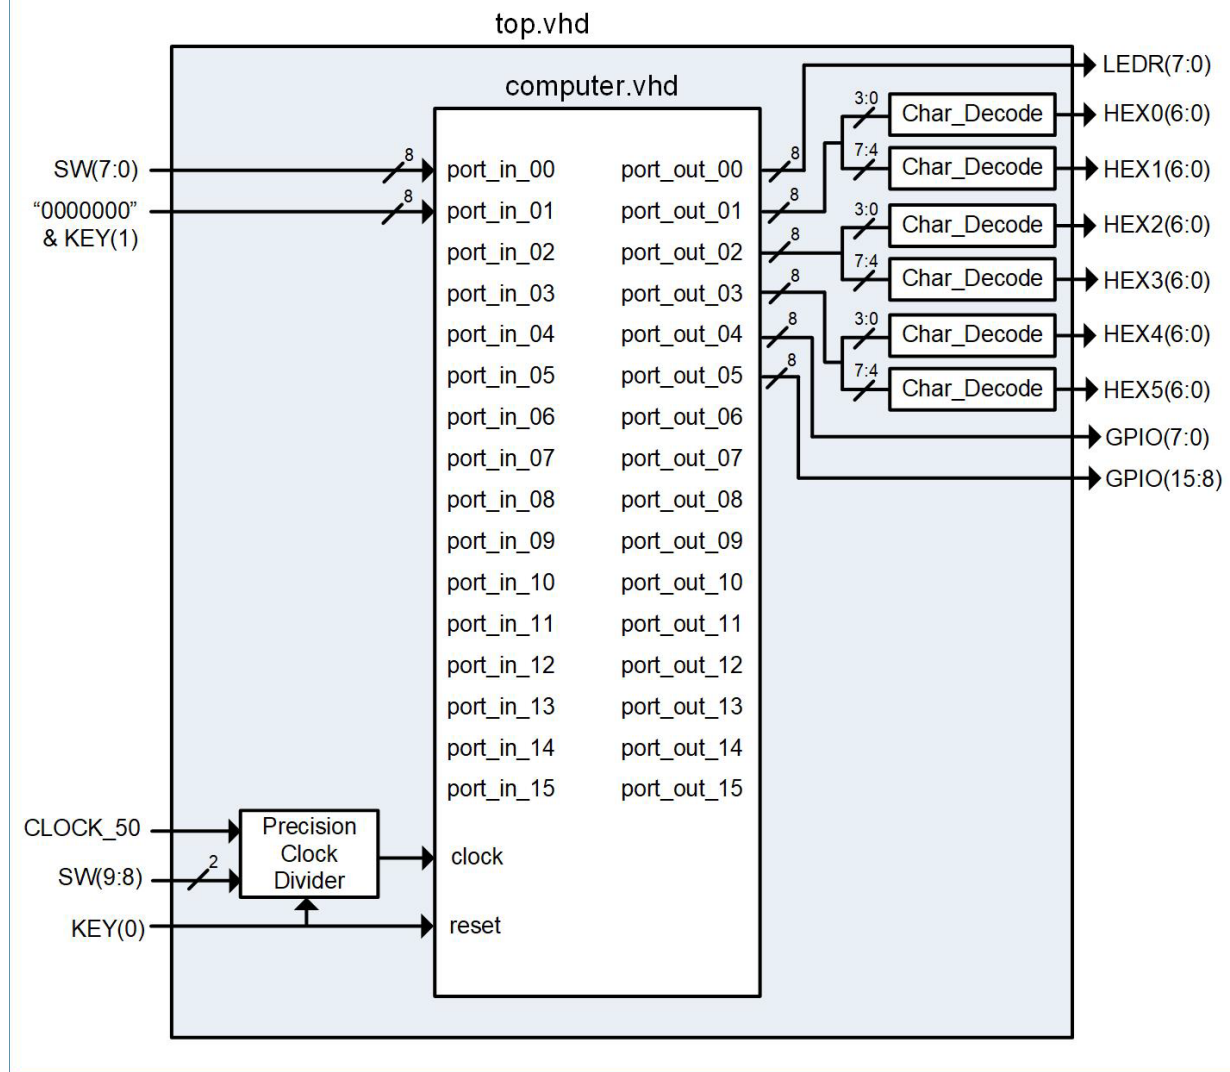 top.vhd
computer.vhd
SW(7:0)
8
“0000000”
& KEY(1)
8
port_in_00
port_in_01
port_in_02
port_in_03
port_in_04
port_in_05
port_in_06
port_in_07
port_in_08
port_in_09
port_in_10
port_in_11
port_in_12
port_in_13
port_in_14
port_in_15
clock
reset
port_out_00
port_out_01
port_out_02
port_out_03
port_out_04
port_out_05
port_out_06
port_out_07
port_out_08
port_out_09
port_out_10
port_out_11
port_out_12
port_out_13
port_out_14
port_out_15
8
8
8
8
8
8
LEDR(7:0)
3:0
Char_Decode
HEX0(6:0)
7:4
Char_Decode
HEX1(6:0)
3:0
Char_Decode
HEX2(6:0)
7:4
Char_Decode
HEX3(6:0)
3:0
Char_Decode
HEX4(6:0)
7:4
Char_Decode
HEX5(6:0)
GPIO(7:0)
GPIO(15:8)
CLOCK_50
SW(9:8)
2
KEY(0)
Precision
Clock
Divider